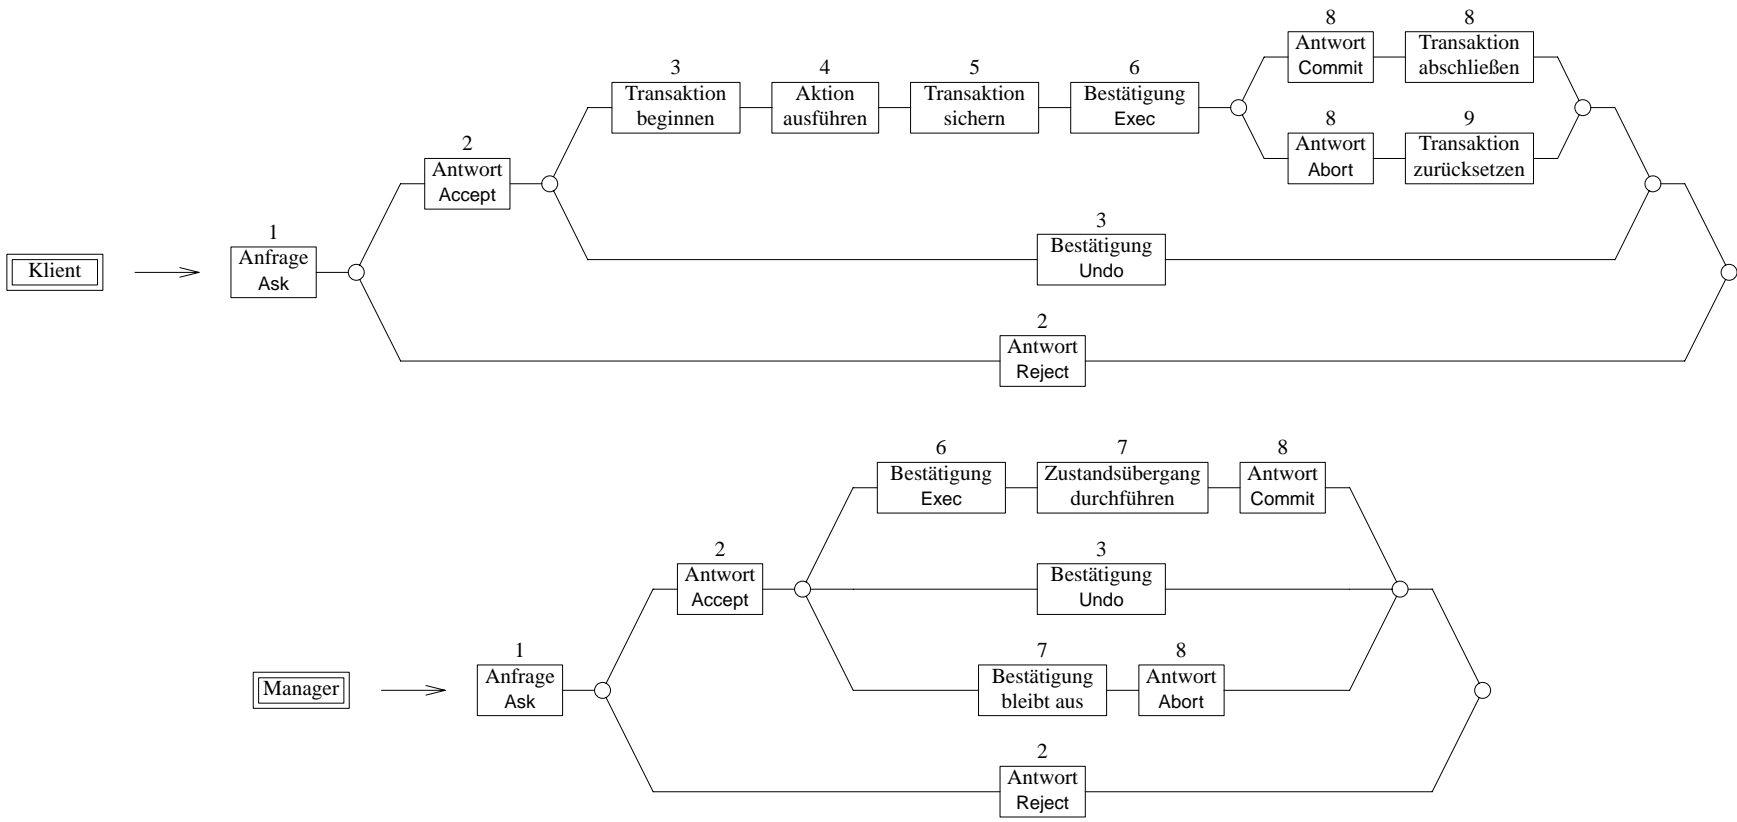 8
8
Antwort
Commit
Transaktion
abschließen
3
4
5
6
Transaktion
beginnen
Aktion
ausführen
Transaktion
sichern
Bestätigung
Exec
8
9
Antwort
Abort
Transaktion
zurücksetzen
2
Antwort
Accept
3
Bestätigung
Undo
1
Klient
Anfrage
Ask
2
Antwort
Reject
6
7
8
Bestätigung
Exec
Zustandsübergang
durchführen
Antwort
Commit
2
Antwort
Accept
3
Bestätigung
Undo
1
Manager
Anfrage
Ask
7
8
Bestätigung
bleibt aus
Antwort
Abort
2
Antwort
Reject